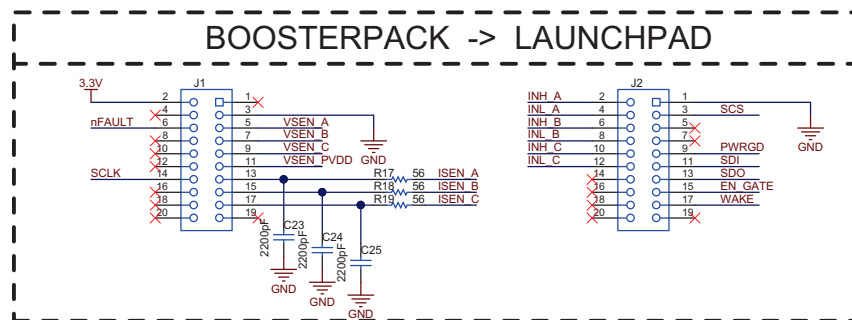 BOOSTERPACK -> LAUNCHPAD
3.3V J1 J2
2 1 INH_A 2 1
4 3 INL_A 4 3 SCS
nFAULT 6 5 VSEN_A INH_B 6 5
8 7 VSEN_B INL_B 8 7
10 9 VSEN_C GND INH_C 10 9 PWRGD GND
12 11 VSEN_PVDD INL_C 12 11 SDI
SCLK 14 13 R17 56 ISEN_A 14 13 SDO
16 15 R18 56 ISEN_B 16 15 EN_GATE
18 17 R19 56 ISEN_C 18 17 WAKE
20 19 20 19
C23 2200pF
C24 2200pF
C25 2200pF
GND
GND
GND